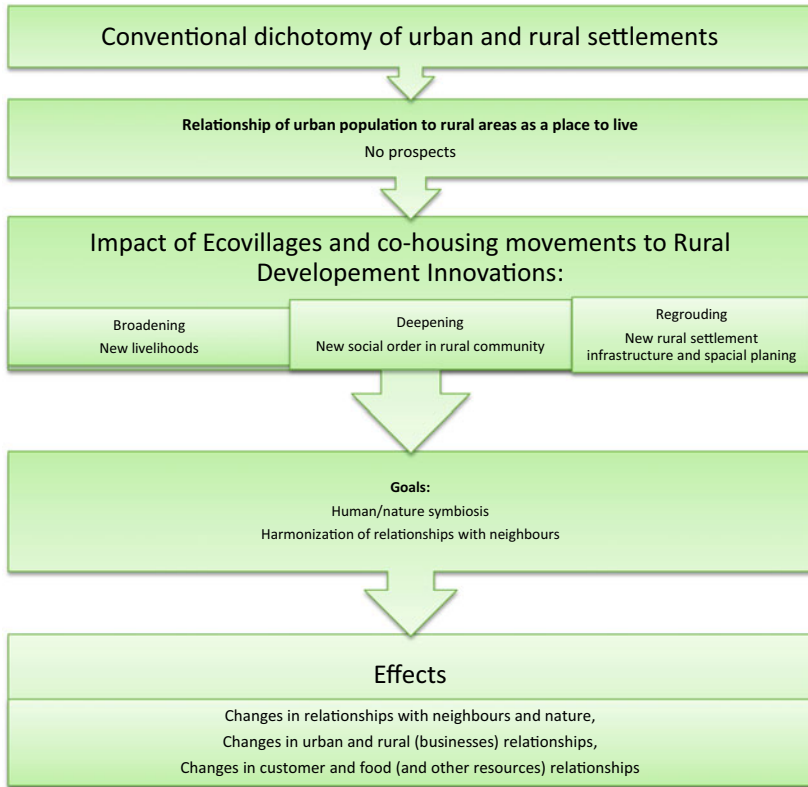 Conventional dichotomy of urban and rural settlements
Relationship of urban population to rural areas as a place to live
No prospects
Impact of Ecovillages and co-housing movements to Rural
Developement Innovations:
Broadening
New livelihoods
Deepening
New social order in rural community
Regrouding
New rural settlement
infrastructure and spacial planing
Goals:
Human/nature symbiosis
Harmonization of relationships with neighbours
Effects
Changes in relationships with neighbours and nature,
Changes in urban and rural (businesses) relationships,
Changes in customer and food (and other resources) relationships